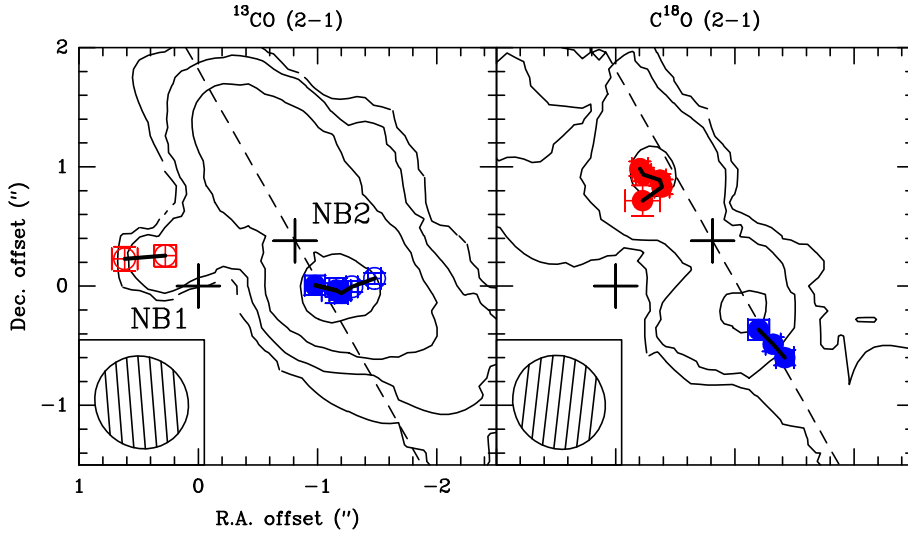 ¹³CO (2−1)
C¹⁸O (2−1)
2
1
0
−1
Dec. offset (")
NB2
NB1
1
0
−1
−2
R.A. offset (")